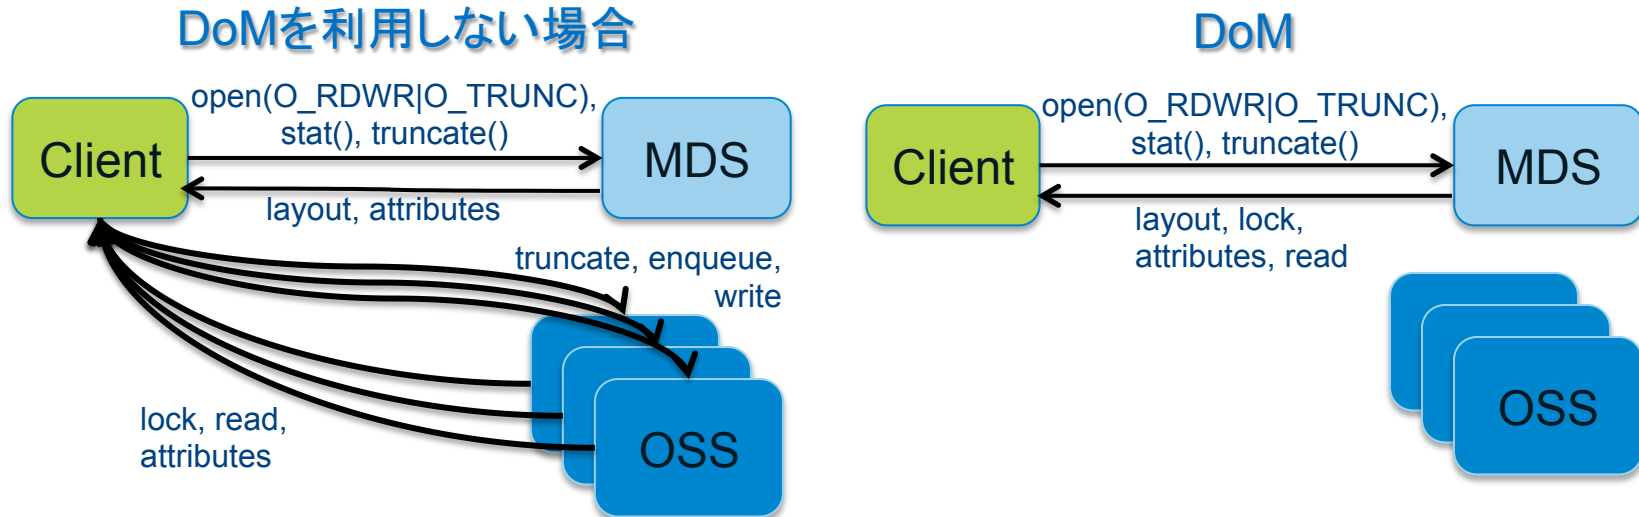 DoMを利用しない場合
open(O_RDWR|O_TRUNC),
stat(), truncate()
Client
MDS
layout, attributes
truncate, enqueue,
write
lock, read,
attributes
OSS
DoM
open(O_RDWR|O_TRUNC),
stat(), truncate()
Client
MDS
layout, lock,
attributes, read
OSS